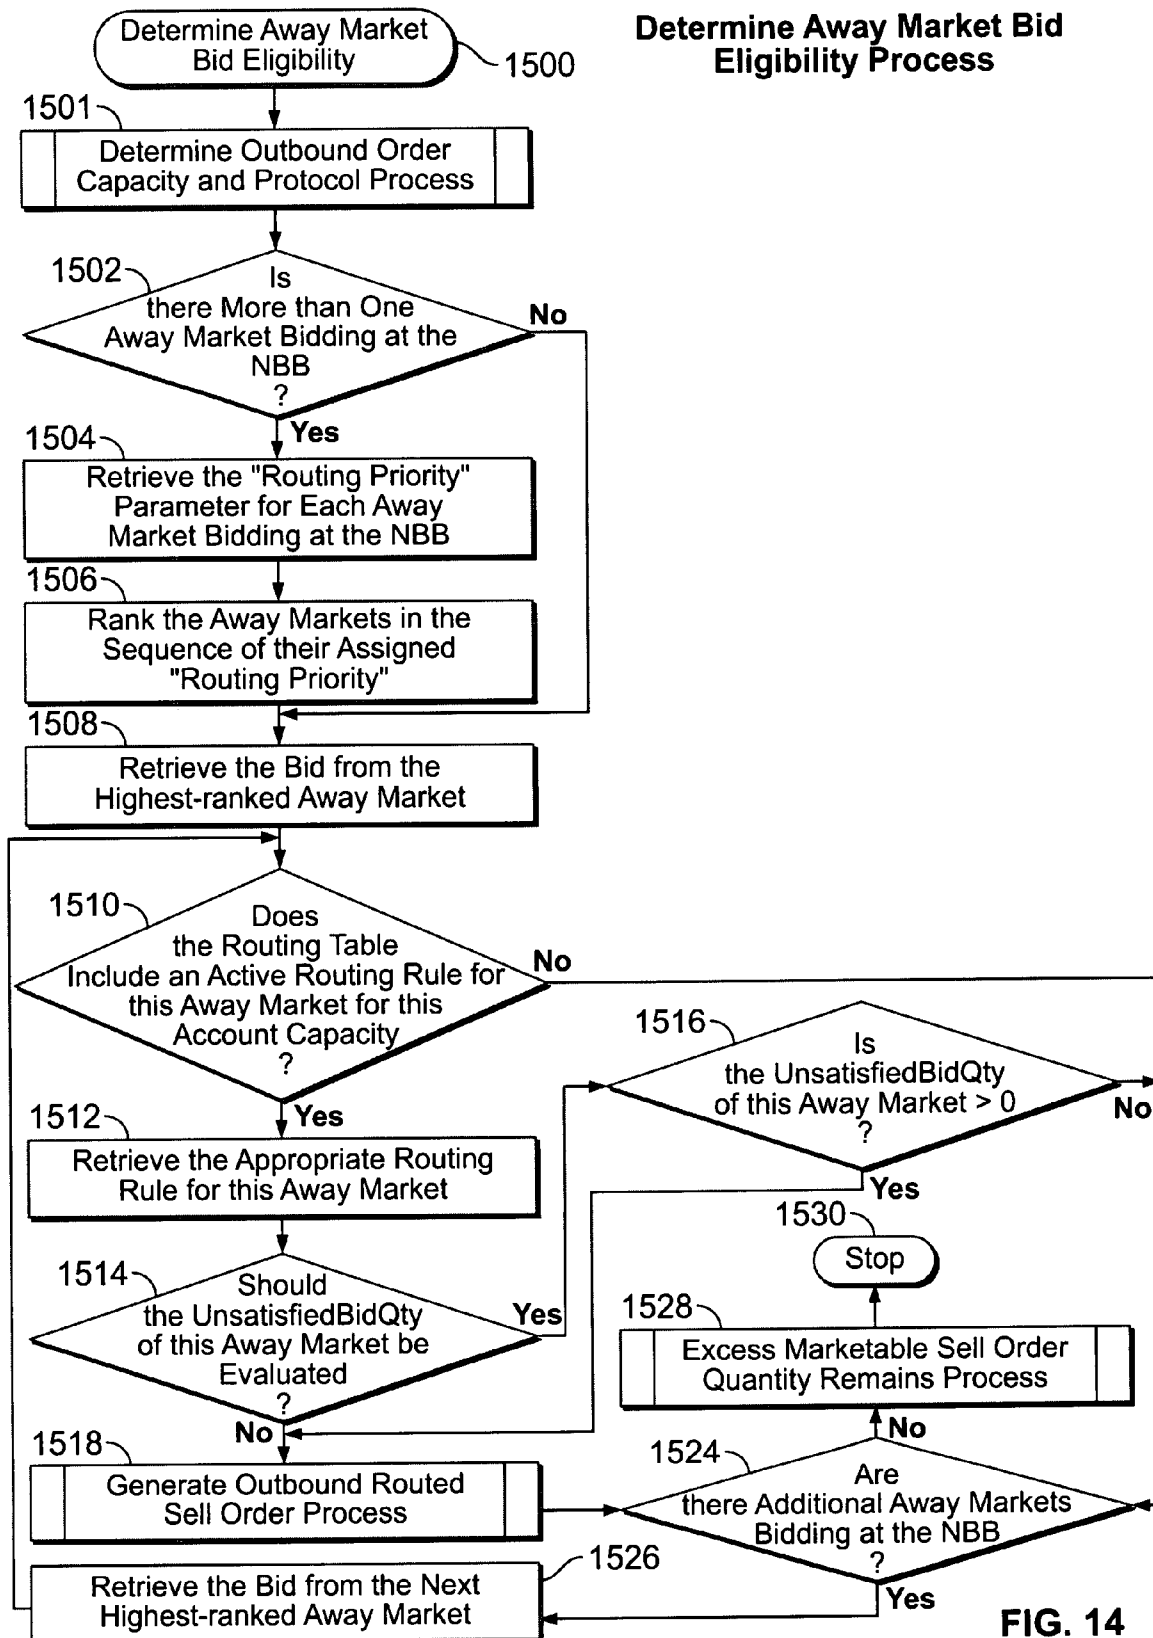 Determine Away Market Bid
Eligibility Process
Determine Away Market
Bid Eligibility
1500
1501
Determine Outbound Order
Capacity and Protocol Process
1502
Is
there More than One
Away Market Bidding at the
NBB
?
No
Yes
1504
Retrieve the "Routing Priority"
Parameter for Each Away
Market Bidding at the NBB
1506
Rank the Away Markets in the
Sequence of their Assigned
"Routing Priority"
1508
Retrieve the Bid from the
Highest-ranked Away Market
1510
Does
the Routing Table
Include an Active Routing Rule for
this Away Market for this
Account Capacity
?
No
Yes
1512
Retrieve the Appropriate Routing
Rule for this Away Market
1514
Should
the UnsatisfiedBidQty
of this Away Market be
Evaluated
?
Yes
No
1516
Is
the UnsatisfiedBidQty
of this Away Market > 0
?
No
Yes
1518
Generate Outbound Routed
Sell Order Process
1524
Are
there Additional Away Markets
Bidding at the NBB
?
No
Yes
1526
Retrieve the Bid from the Next
Highest-ranked Away Market
1528
Excess Marketable Sell Order
Quantity Remains Process
1530
Stop
FIG. 14